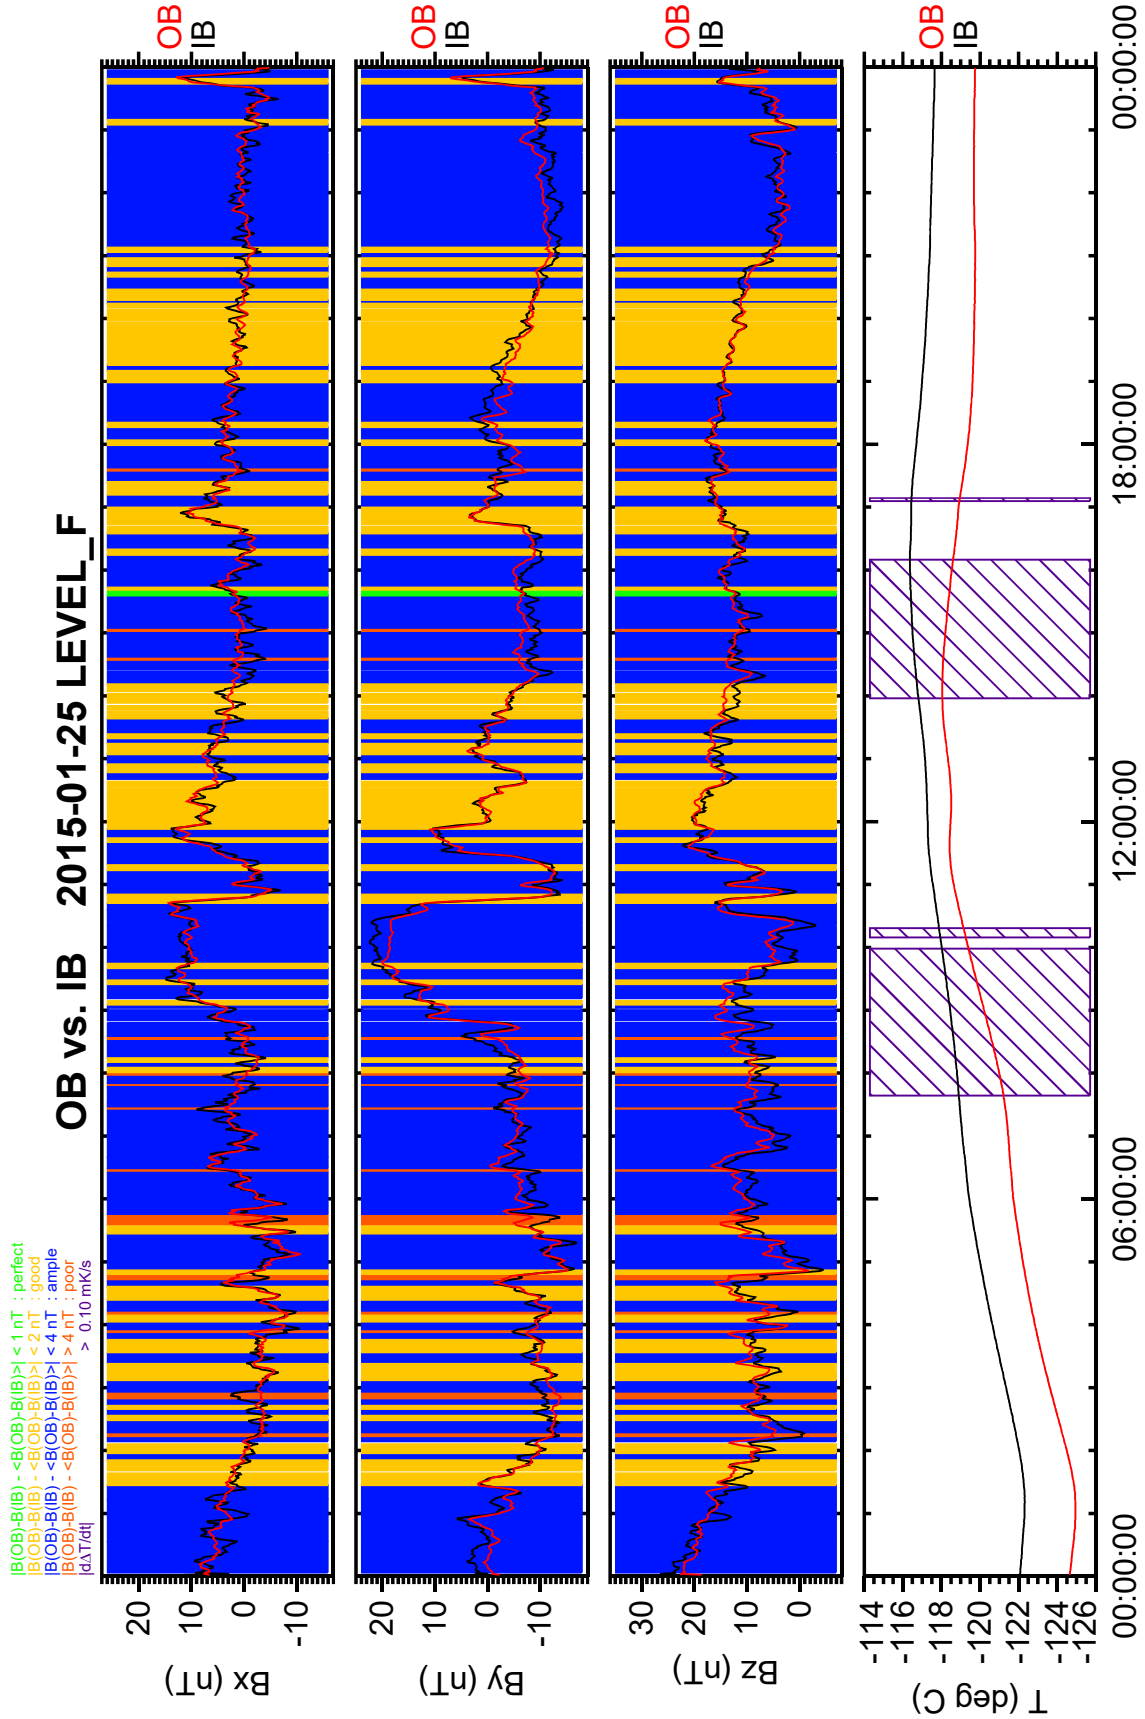 |B(OB)-B(IB) - <B(OB)-B(IB)>| < 1 nT : perfect
|B(OB)-B(IB) - <B(OB)-B(IB)>| < 2 nT : good
|B(OB)-B(IB) - <B(OB)-B(IB)>| < 4 nT : ample
|B(OB)-B(IB) - <B(OB)-B(IB)>| > 4 nT : poor
|dΔT/dt| > 0.10 mK/s
OB vs. IB 2015-01-25 LEVEL_F
Bx (nT)
20
10
0
-10
OB
IB
By (nT)
20
10
0
-10
OB
IB
Bz (nT)
30
20
10
0
OB
IB
T (deg C)
-114
-116
-118
-120
-122
-124
-126
OB
IB
00:00:00 06:00:00 12:00:00 18:00:00 00:00:00